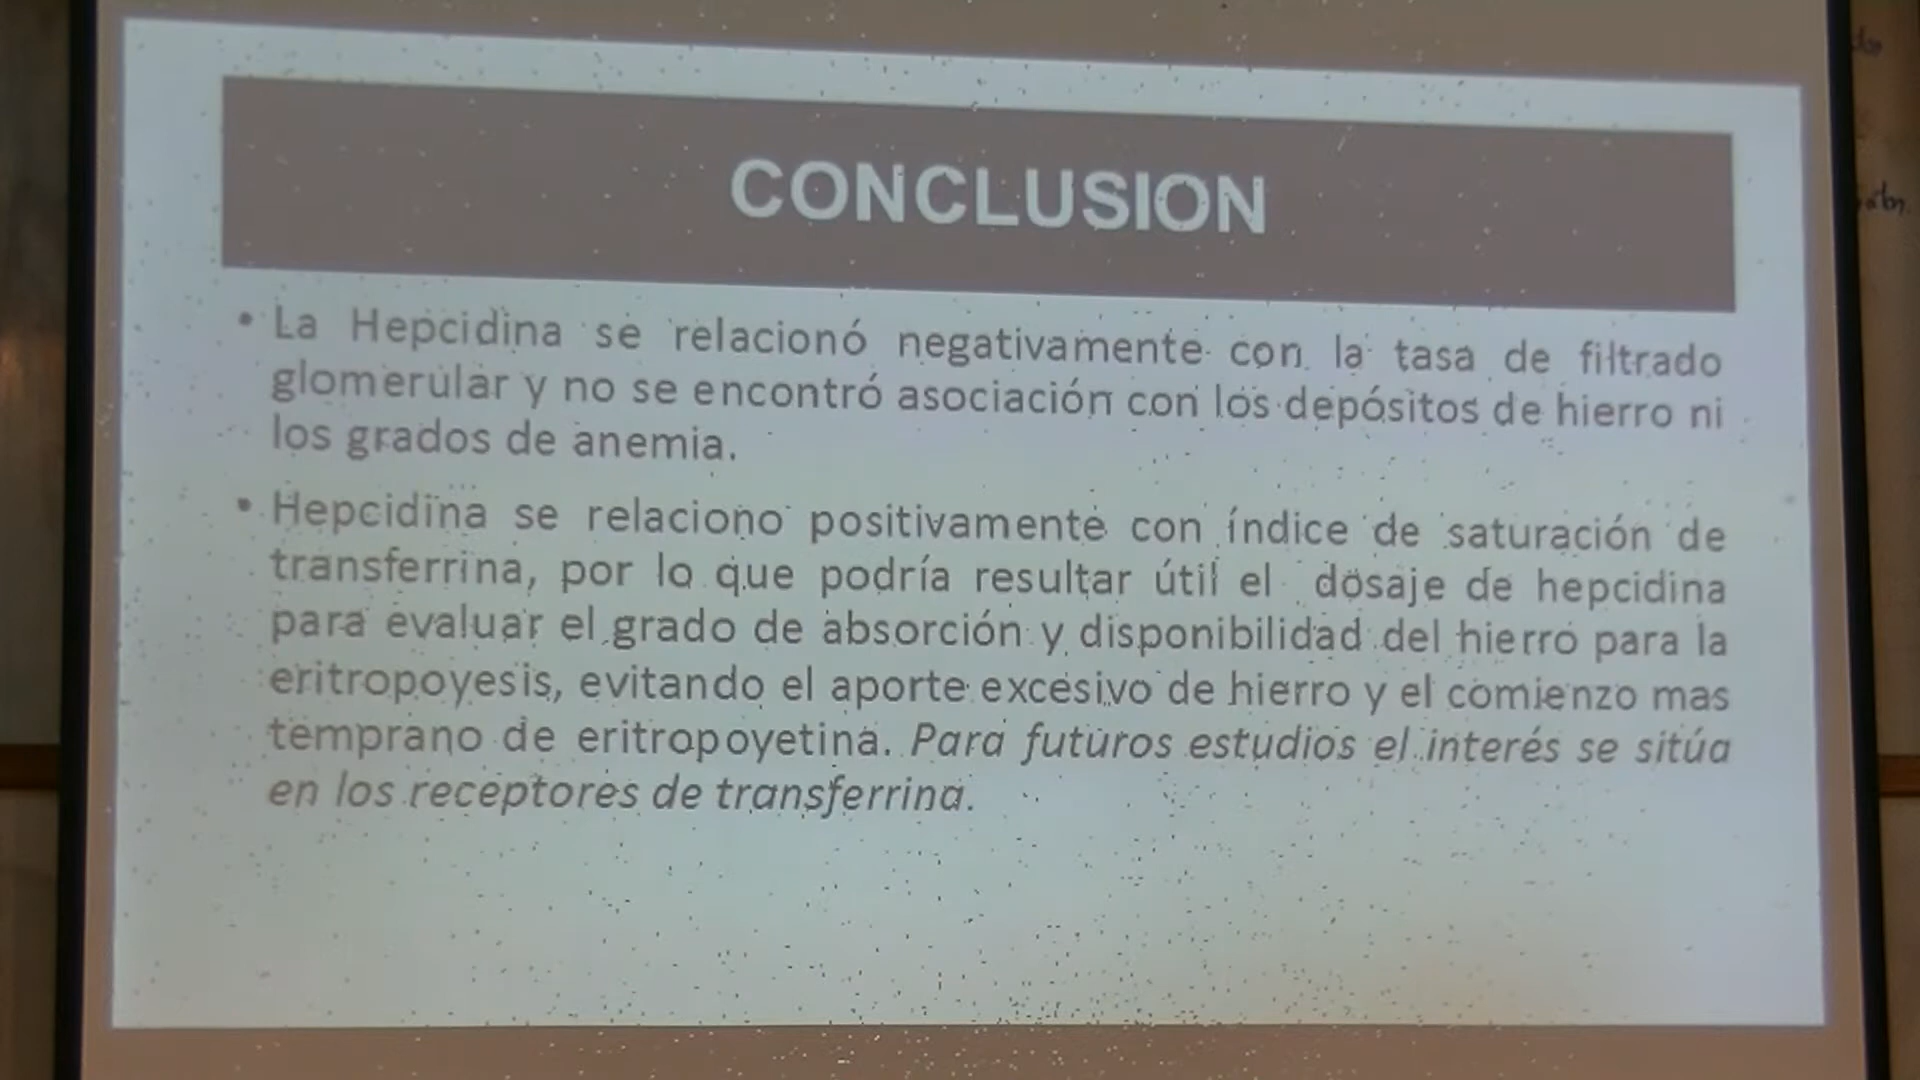 CONCLUSION
• La Hepcidina se relacionó negativamente con la tasa de filtrado
glomerular y no se encontró asociación con los depósitos de hierro ni
los grados de anemia.
• Hepcidina se relaciono positivamente con índice de saturación de
transferrina, por lo que podría resultar útil el dosaje de hepcidina
para evaluar el grado de absorción y disponibilidad del hierro para la
eritropoyesis, evitando el aporte excesivo de hierro y el comienzo mas
temprano de eritropoyetina. Para futuros estudios el interés se sitúa
en los receptores de transferrina.